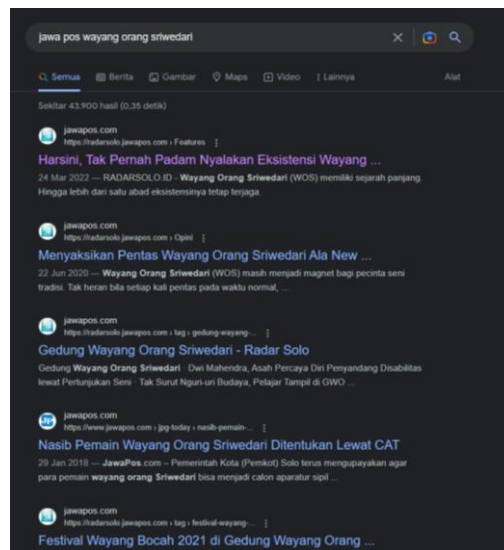 jawa pos wayang orang sriwedari
Semua Berita Gambar Maps Video Lainnya Alat
Sekitar 43.900 hasil (0,35 detik)
jawapos.com
https://radarsolo.jawapos.com › Features
Harsini, Tak Pernah Padam Nyalakan Eksistensi Wayang ...
24 Mar 2022 — RADARSOLO.ID - Wayang Orang Sriwedari (WOS) memiliki sejarah panjang.
Hingga lebih dari satu abad eksistensinya tetap terjaga.
jawapos.com
https://radarsolo.jawapos.com › Opini
Menyaksikan Pentas Wayang Orang Sriwedari Ala New ...
22 Jun 2020 — Wayang Orang Sriwedari (WOS) masih menjadi magnet bagi pecinta seni
tradisi. Tak heran bila setiap kali pentas pada waktu normal, ...
jawapos.com
https://radarsolo.jawapos.com › tag › gedung-wayang-...
Gedung Wayang Orang Sriwedari - Radar Solo
Gedung Wayang Orang Sriwedari · Dwi Mahendra, Asah Percaya Diri Penyandang Disabilitas
lewat Pertunjukan Seni · Tak Surut Nguri-uri Budaya, Pelajar Tampil di GWO ...
JP
jawapos.com
https://www.jawapos.com › jpg-today › nasib-pemain-...
Nasib Pemain Wayang Orang Sriwedari Ditentukan Lewat CAT
29 Jan 2018 — JawaPos.com – Pemerintah Kota (Pemkot) Solo terus mengupayakan agar
para pemain wayang orang Sriwedari bisa menjadi calon aparatur sipil ...
jawapos.com
https://radarsolo.jawapos.com › tag › festival-wayang-...
Festival Wayang Bocah 2021 di Gedung Wayang Orang ...